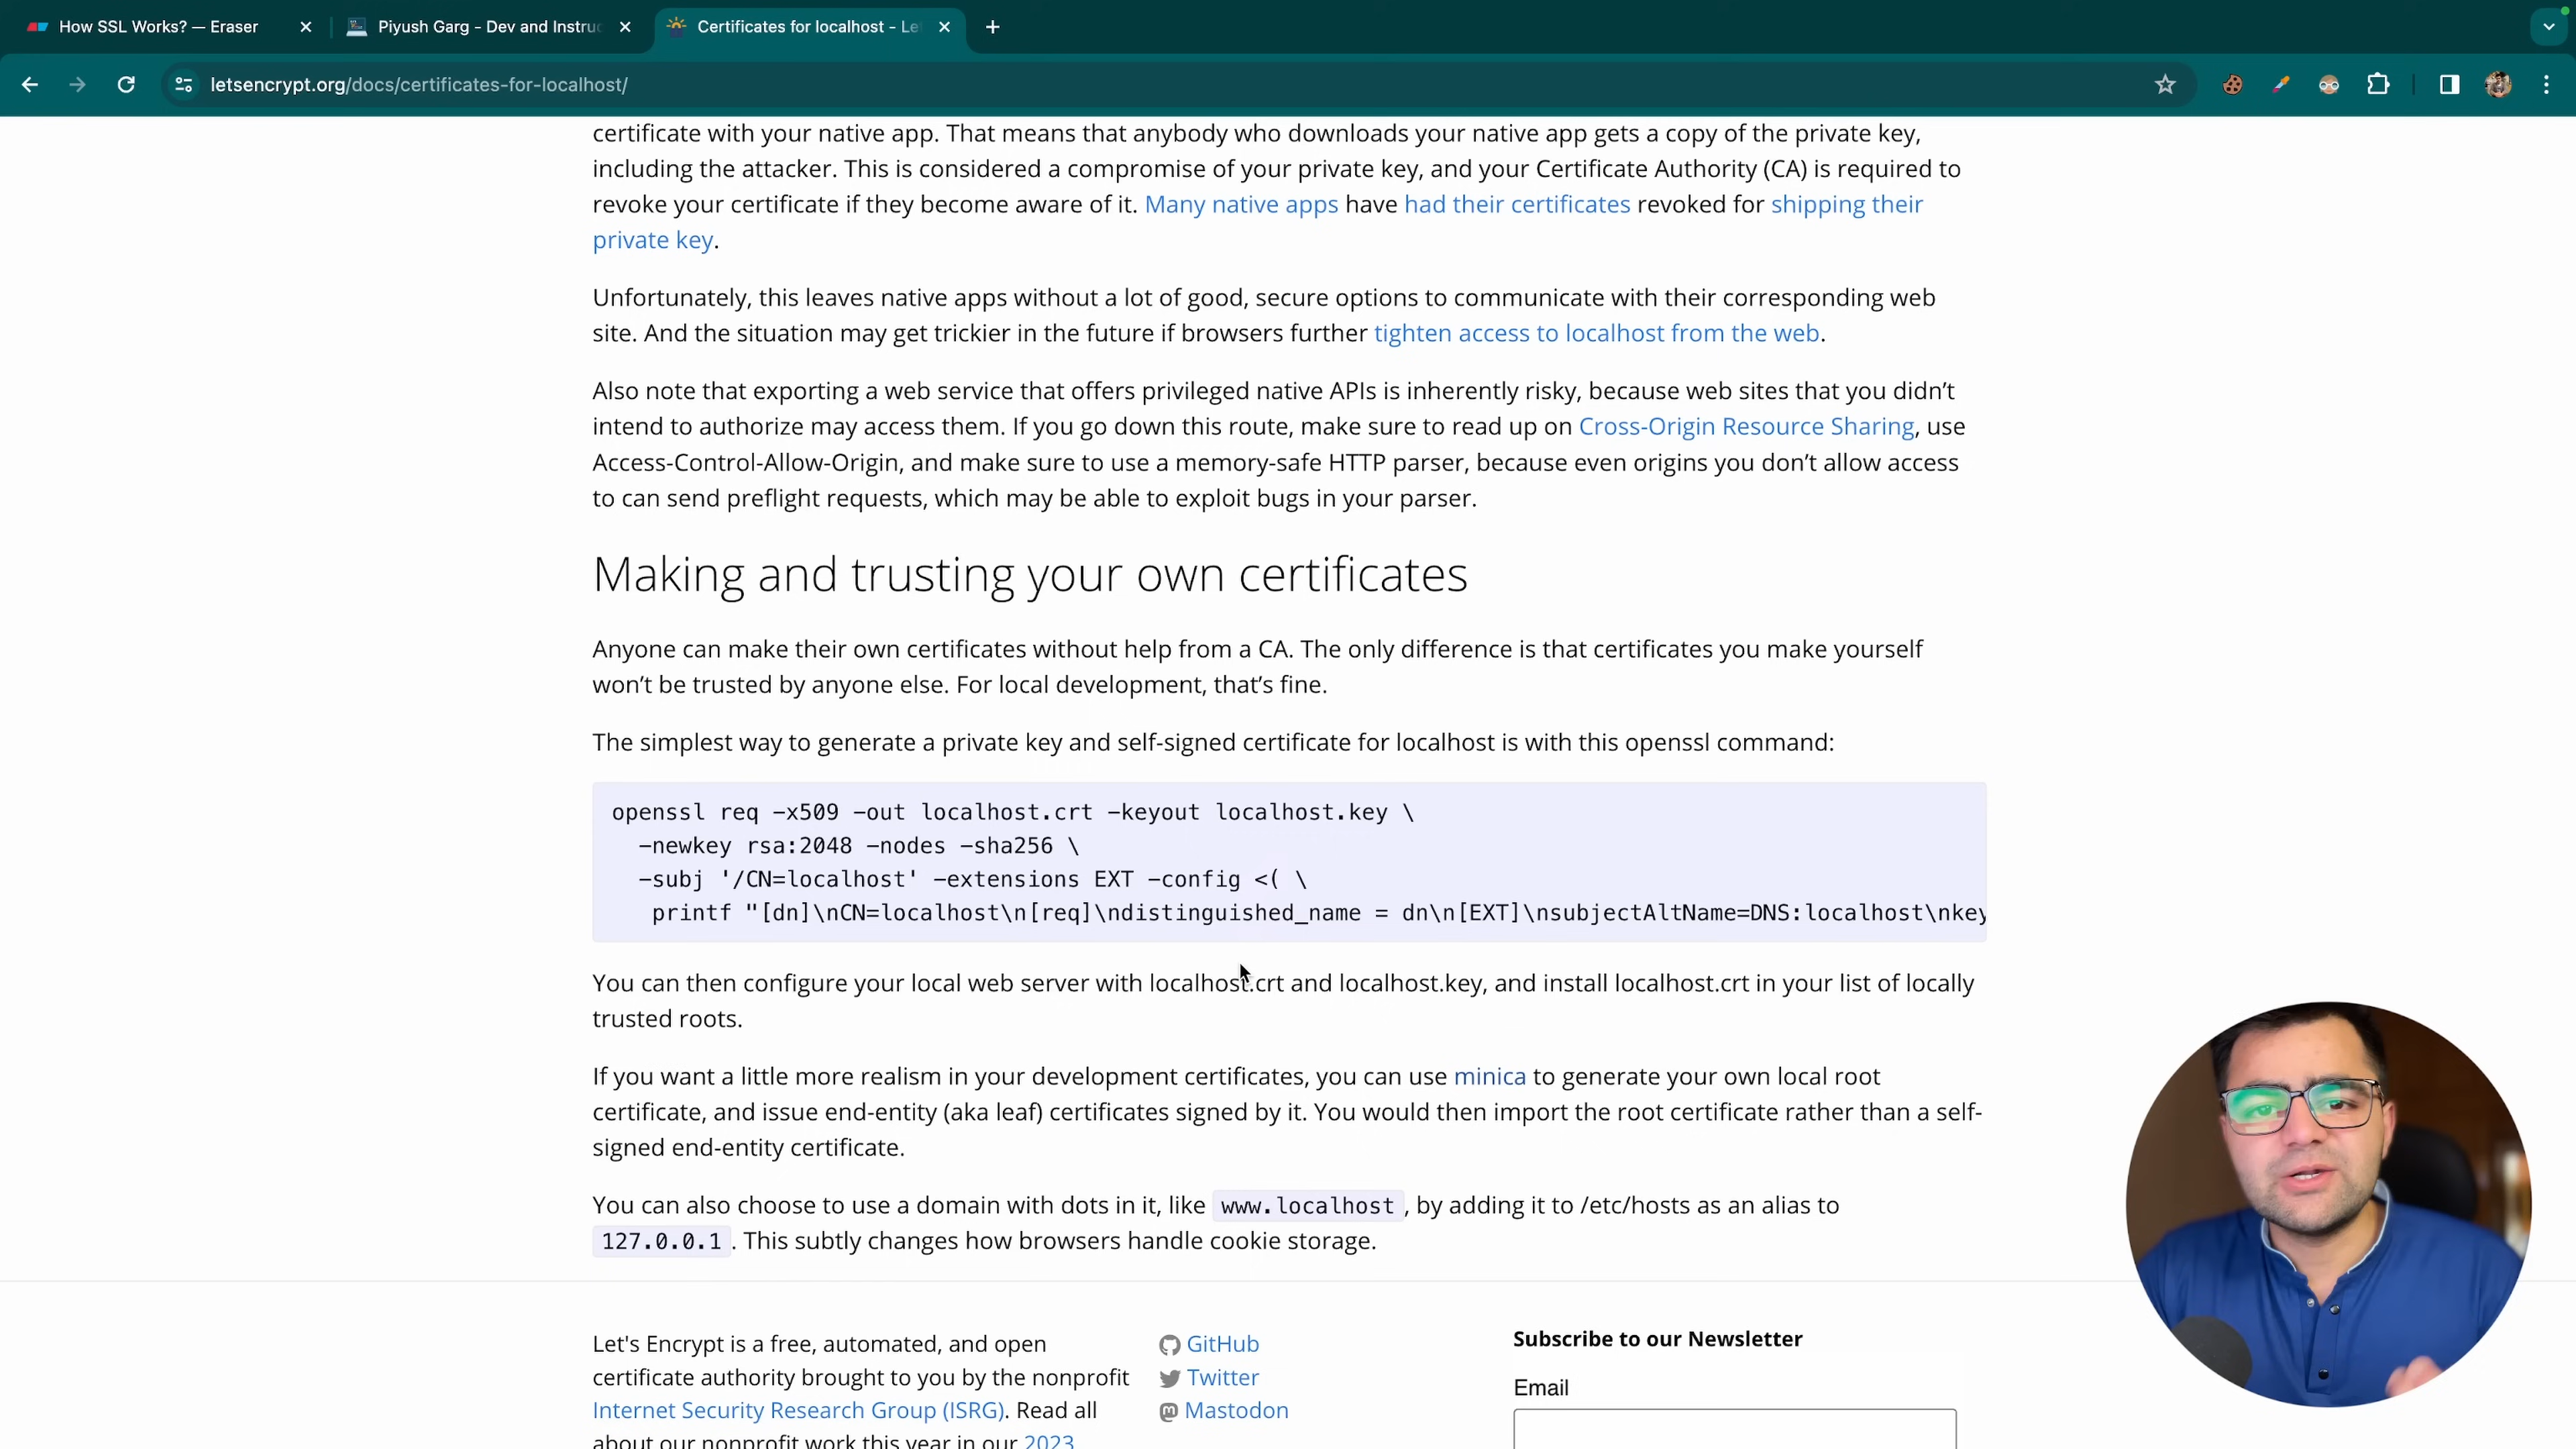 How SSL Works? — Eraser
Piyush Garg - Dev and Instruc
Certificates for localhost - Le
letsencrypt.org/docs/certificates-for-localhost/
certificate with your native app. That means that anybody who downloads your native app gets a copy of the private key,
including the attacker. This is considered a compromise of your private key, and your Certificate Authority (CA) is required to
revoke your certificate if they become aware of it. Many native apps have had their certificates revoked for shipping their
private key.
Unfortunately, this leaves native apps without a lot of good, secure options to communicate with their corresponding web
site. And the situation may get trickier in the future if browsers further tighten access to localhost from the web.
Also note that exporting a web service that offers privileged native APIs is inherently risky, because web sites that you didn’t
intend to authorize may access them. If you go down this route, make sure to read up on Cross-Origin Resource Sharing, use
Access-Control-Allow-Origin, and make sure to use a memory-safe HTTP parser, because even origins you don’t allow access
to can send preflight requests, which may be able to exploit bugs in your parser.
Making and trusting your own certificates
Anyone can make their own certificates without help from a CA. The only difference is that certificates you make yourself
won’t be trusted by anyone else. For local development, that’s fine.
The simplest way to generate a private key and self-signed certificate for localhost is with this openssl command:
openssl req -x509 -out localhost.crt -keyout localhost.key \
-newkey rsa:2048 -nodes -sha256 \
-subj '/CN=localhost' -extensions EXT -config <( \
printf "[dn]\nCN=localhost\n[req]\ndistinguished_name = dn\n[EXT]\nsubjectAltName=DNS:localhost\nkey
You can then configure your local web server with localhost.crt and localhost.key, and install localhost.crt in your list of locally
trusted roots.
If you want a little more realism in your development certificates, you can use minica to generate your own local root
certificate, and issue end-entity (aka leaf) certificates signed by it. You would then import the root certificate rather than a self-
signed end-entity certificate.
You can also choose to use a domain with dots in it, like www.localhost, by adding it to /etc/hosts as an alias to
127.0.0.1. This subtly changes how browsers handle cookie storage.
Let's Encrypt is a free, automated, and open
certificate authority brought to you by the nonprofit
Internet Security Research Group (ISRG). Read all
about our nonprofit work this year in our 2023
GitHub
Twitter
Mastodon
Subscribe to our Newsletter
Email